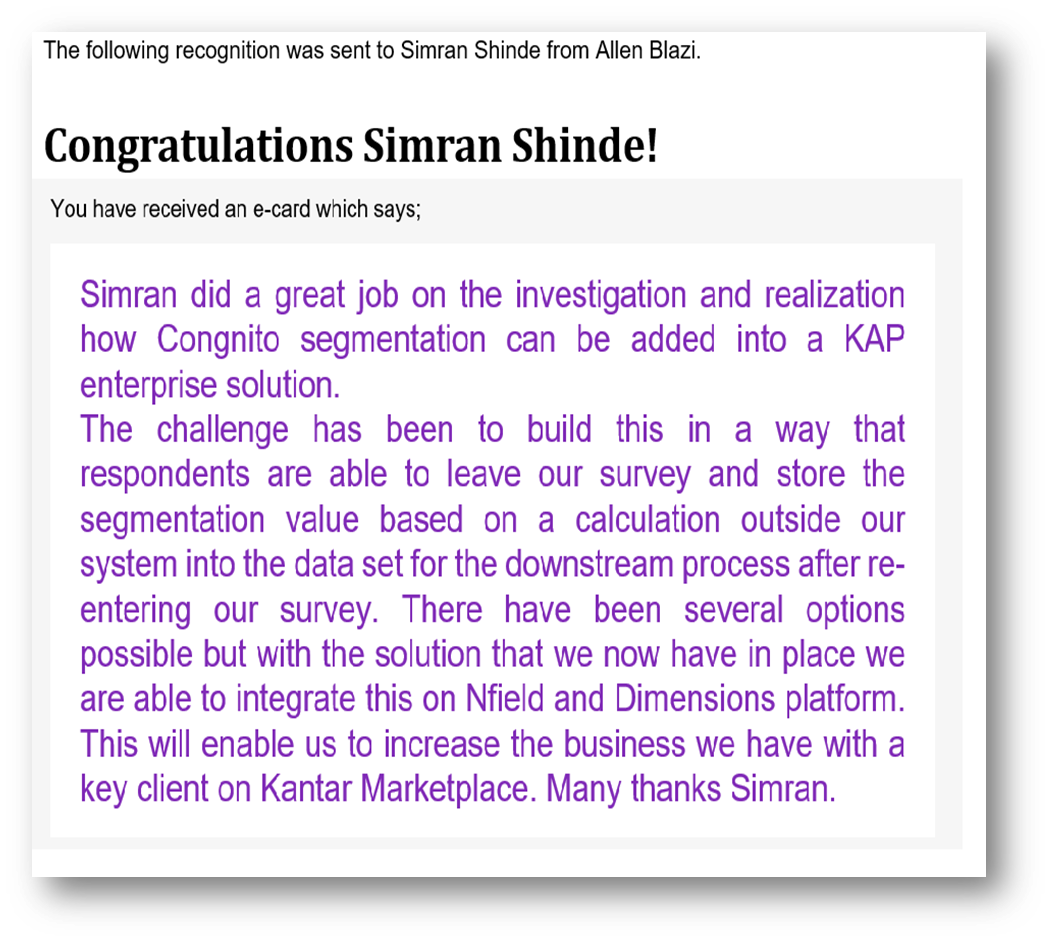 The following recognition was sent to Simran Shinde from Allen Blazi.
Congratulations Simran Shinde!
You have received an e-card which says;
Simran did a great job on the investigation and realization
how Congnito segmentation can be added into a KAP
enterprise solution.
The challenge has been to build this in a way that
respondents are able to leave our survey and store the
segmentation value based on a calculation outside our
system into the data set for the downstream process after re-
entering our survey. There have been several options
possible but with the solution that we now have in place we
are able to integrate this on Nfield and Dimensions platform.
This will enable us to increase the business we have with a
key client on Kantar Marketplace. Many thanks Simran.